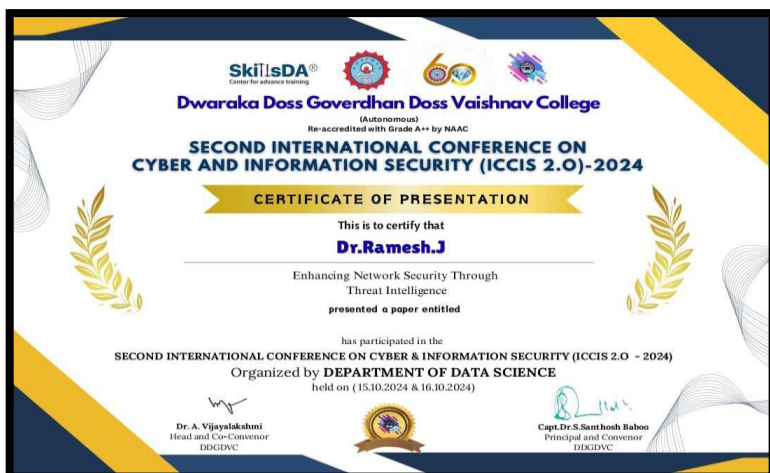 SkillsDA®
Center for advance training
60
Dwaraka Doss Goverdhan Doss Vaishnav College
(Autonomous)
Re-accredited with Grade A++ by NAAC
SECOND INTERNATIONAL CONFERENCE ON
CYBER AND INFORMATION SECURITY (ICCIS 2.O)-2024
CERTIFICATE OF PRESENTATION
This is to certify that
Dr.Ramesh.J
Enhancing Network Security Through
Threat Intelligence
presented a paper entitled
has participated in the
SECOND INTERNATIONAL CONFERENCE ON CYBER & INFORMATION SECURITY (ICCIS 2.O - 2024)
Organized by DEPARTMENT OF DATA SCIENCE
held on (15.10.2024 & 16.10.2024)
Dr. A. Vijayalakshmi
Head and Co-Convenor
DDGDVC
Capt.Dr.S.Santhosh Baboo
Principal and Convenor
DDGDVC